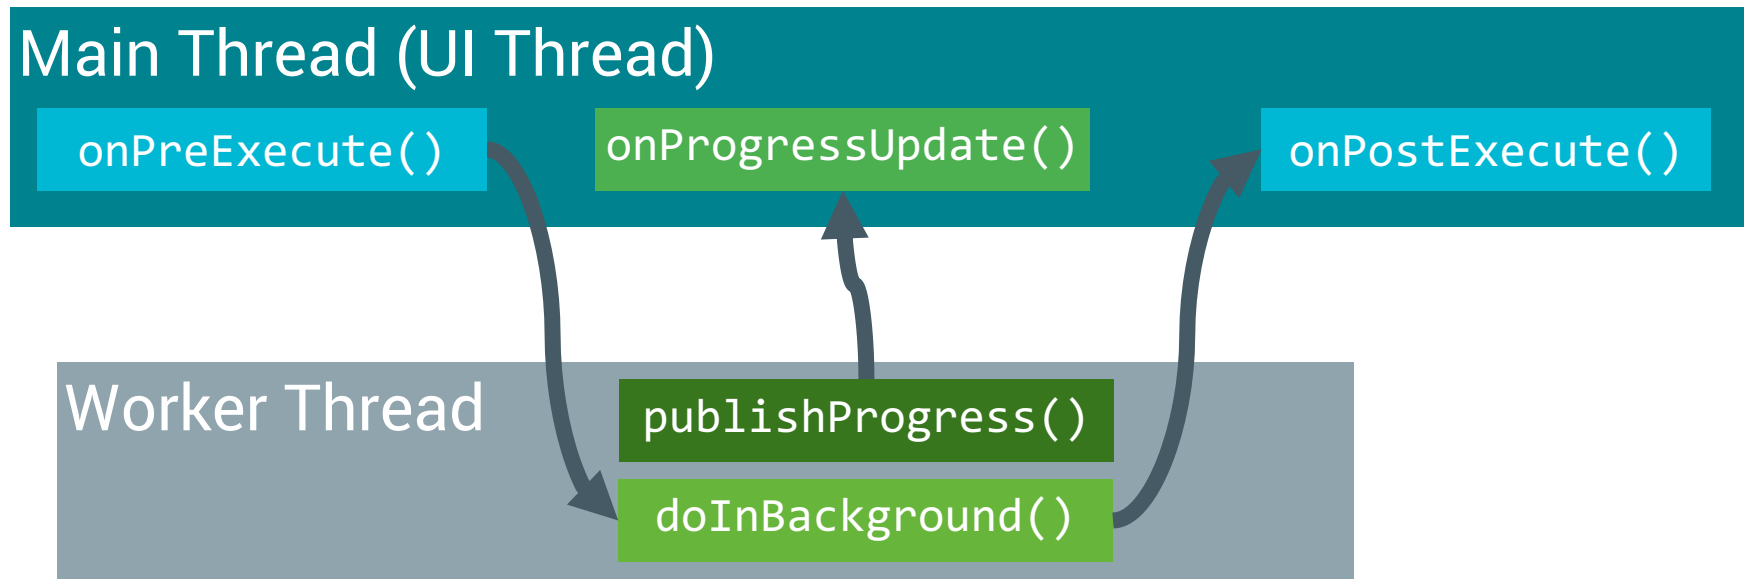 Main Thread (UI Thread)
onPreExecute()
onProgressUpdate()
onPostExecute()
Worker Thread
publishProgress()
doInBackground()